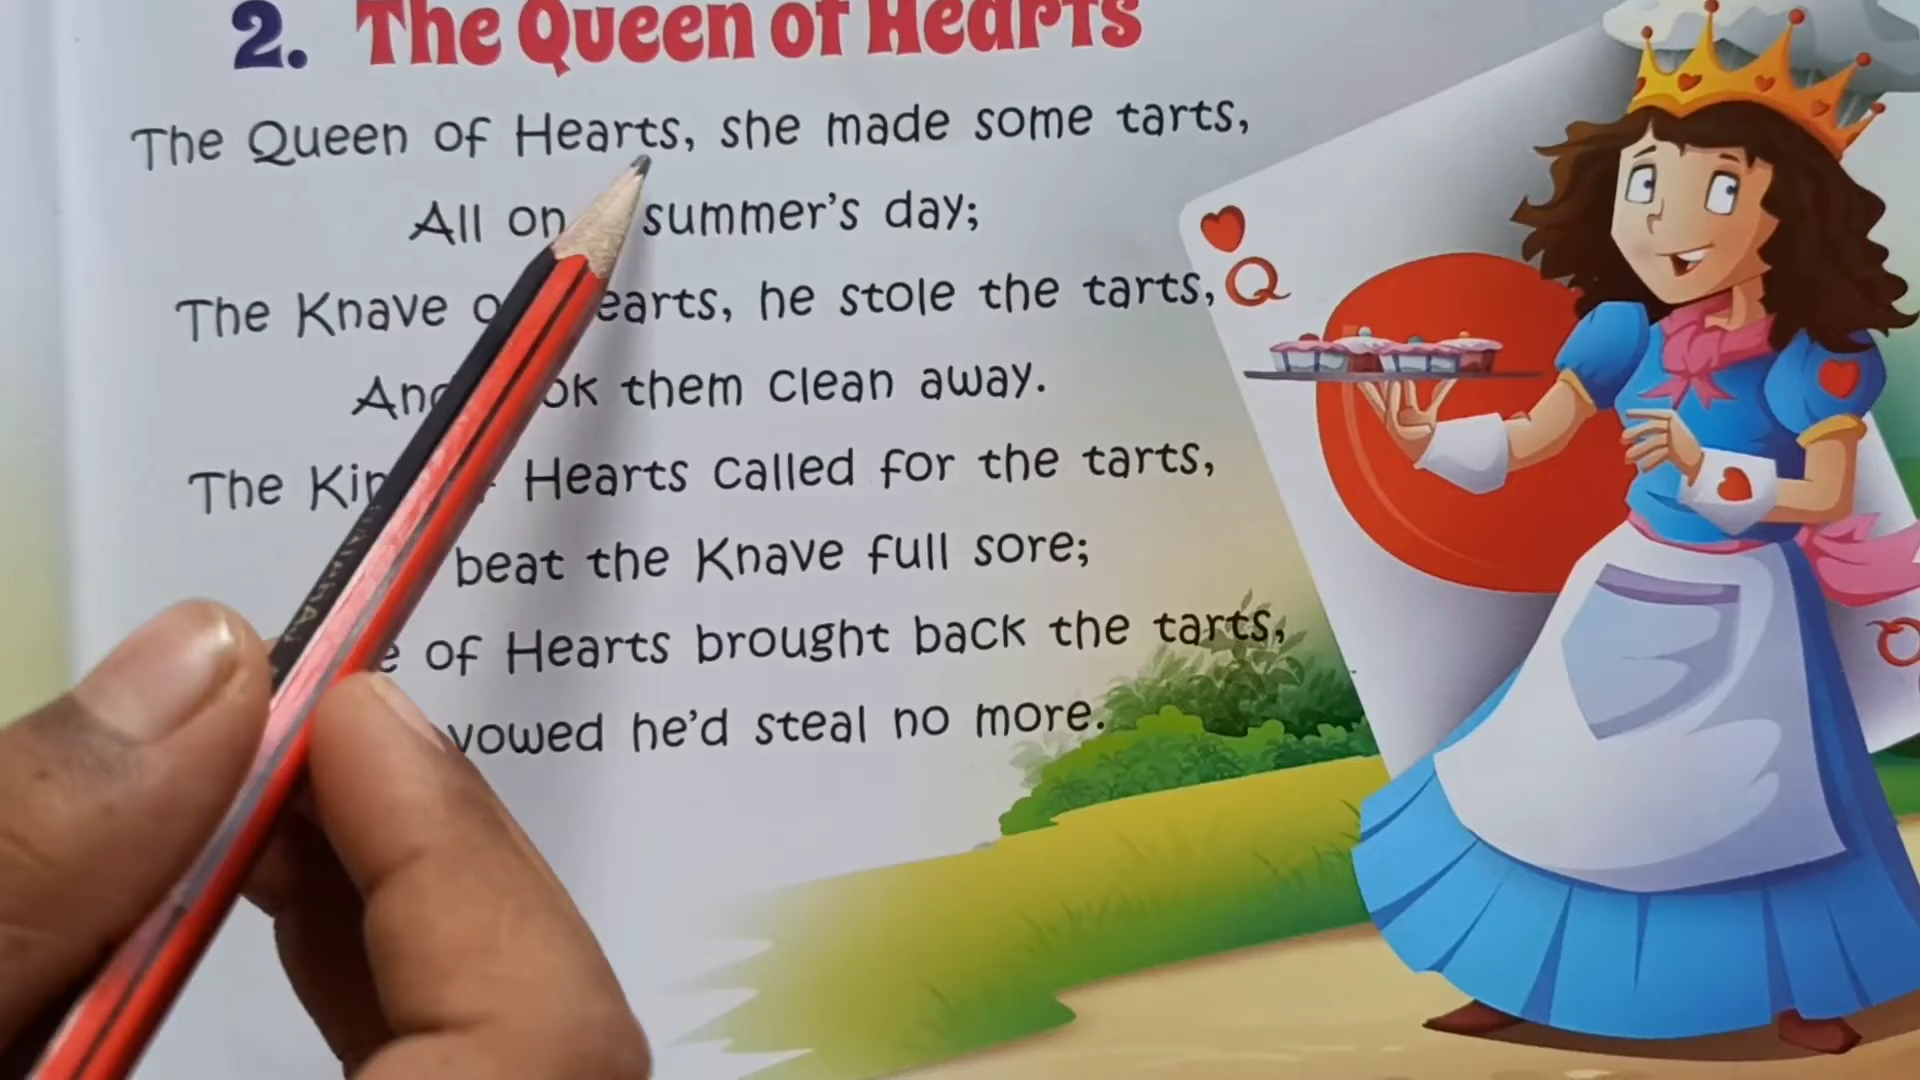 2. The Queen of Hearts
The Queen of Hearts, she made some tarts,
All on summer's day;
The Knave earts, he stole the tarts,
them clean away.
The Hearts called for the tarts,
beat the Knave full sore;
of Hearts brought back the tarts,
vowed he'd steal no more.
Q
Q